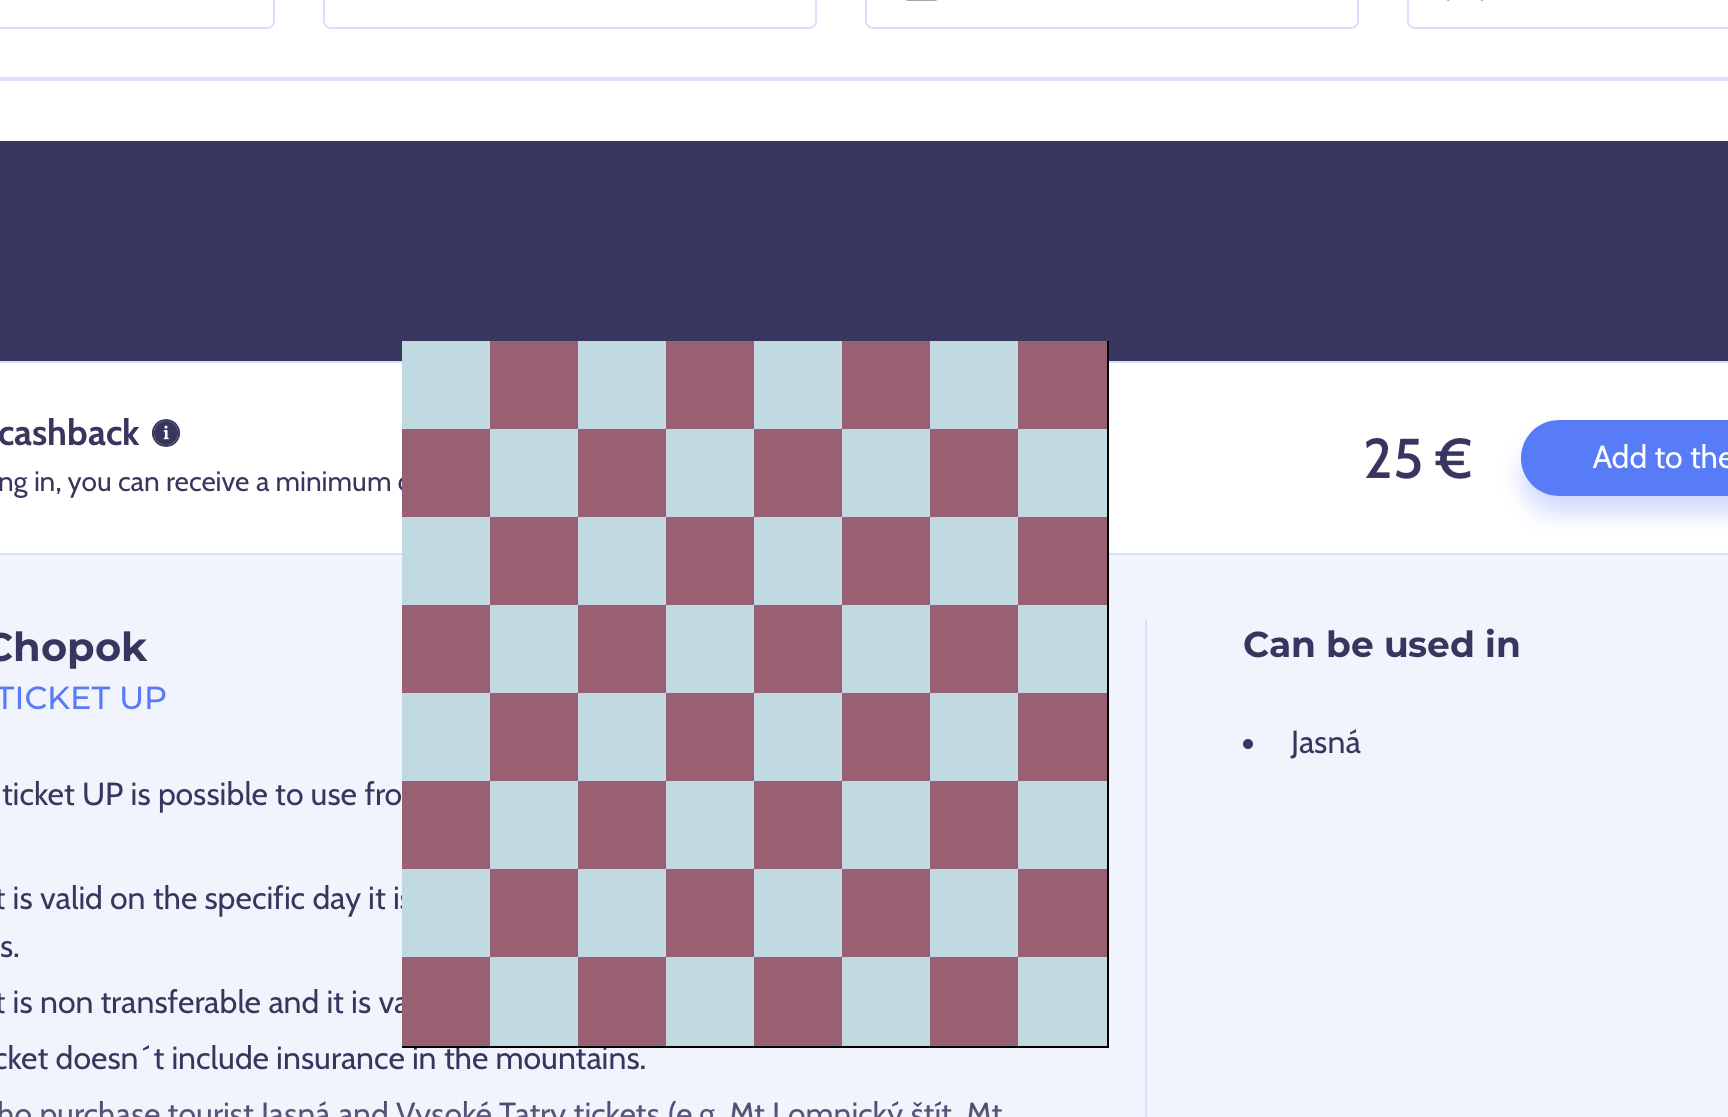 cashback
ng in, you can receive a minimum
25 €
Add to the
Chopok
TICKET UP
ticket UP is possible to use fro
t is valid on the specific day it is
s.
t is non transferable and it is va
cket doesn´t include insurance in the mountains.
ho purchase tourist Jasná and Vysoké Tatry tickets (e.g. Mt Lomnický štít, Mt
Can be used in
• Jasná